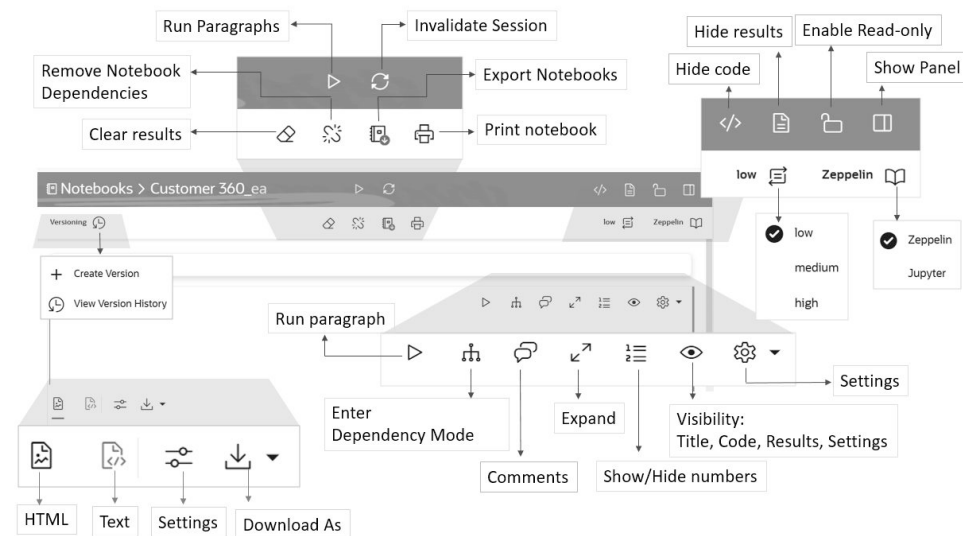 Run Paragraphs
Invalidate Session
Hide results
Enable Read-only
Remove Notebook
Dependencies
Export Notebooks
Hide code
Show Panel
Clear results
Print notebook
</>
low
Zeppelin
Notebooks > Customer 360_ea
</>
Versioning
low
Zeppelin
low
medium
high
Zeppelin
Jupyter
Create Version
View Version History
Run paragraph
Enter
Dependency Mode
Expand
Visibility:
Title, Code, Results, Settings
Settings
Comments
Show/Hide numbers
HTML
Text
Settings
Download As